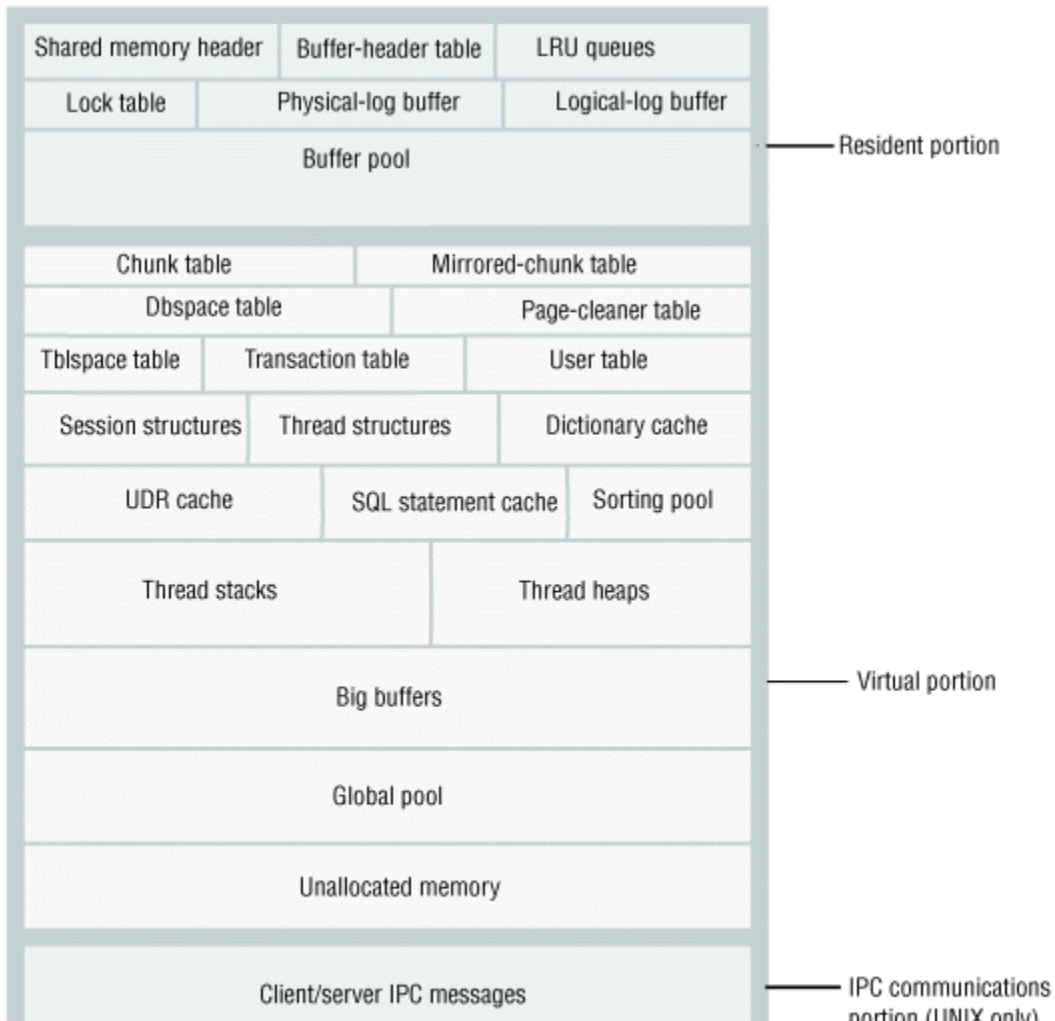 Shared memory header
Buffer-header table
LRU queues
Lock table
Physical-log buffer
Logical-log buffer
Buffer pool
Resident portion
Chunk table
Mirrored-chunk table
Dbspace table
Page-cleaner table
Tblspace table
Transaction table
User table
Session structures
Thread structures
Dictionary cache
UDR cache
SQL statement cache
Sorting pool
Thread stacks
Thread heaps
Big buffers
Virtual portion
Global pool
Unallocated memory
Client/server IPC messages
IPC communications
portion (UNIX only)